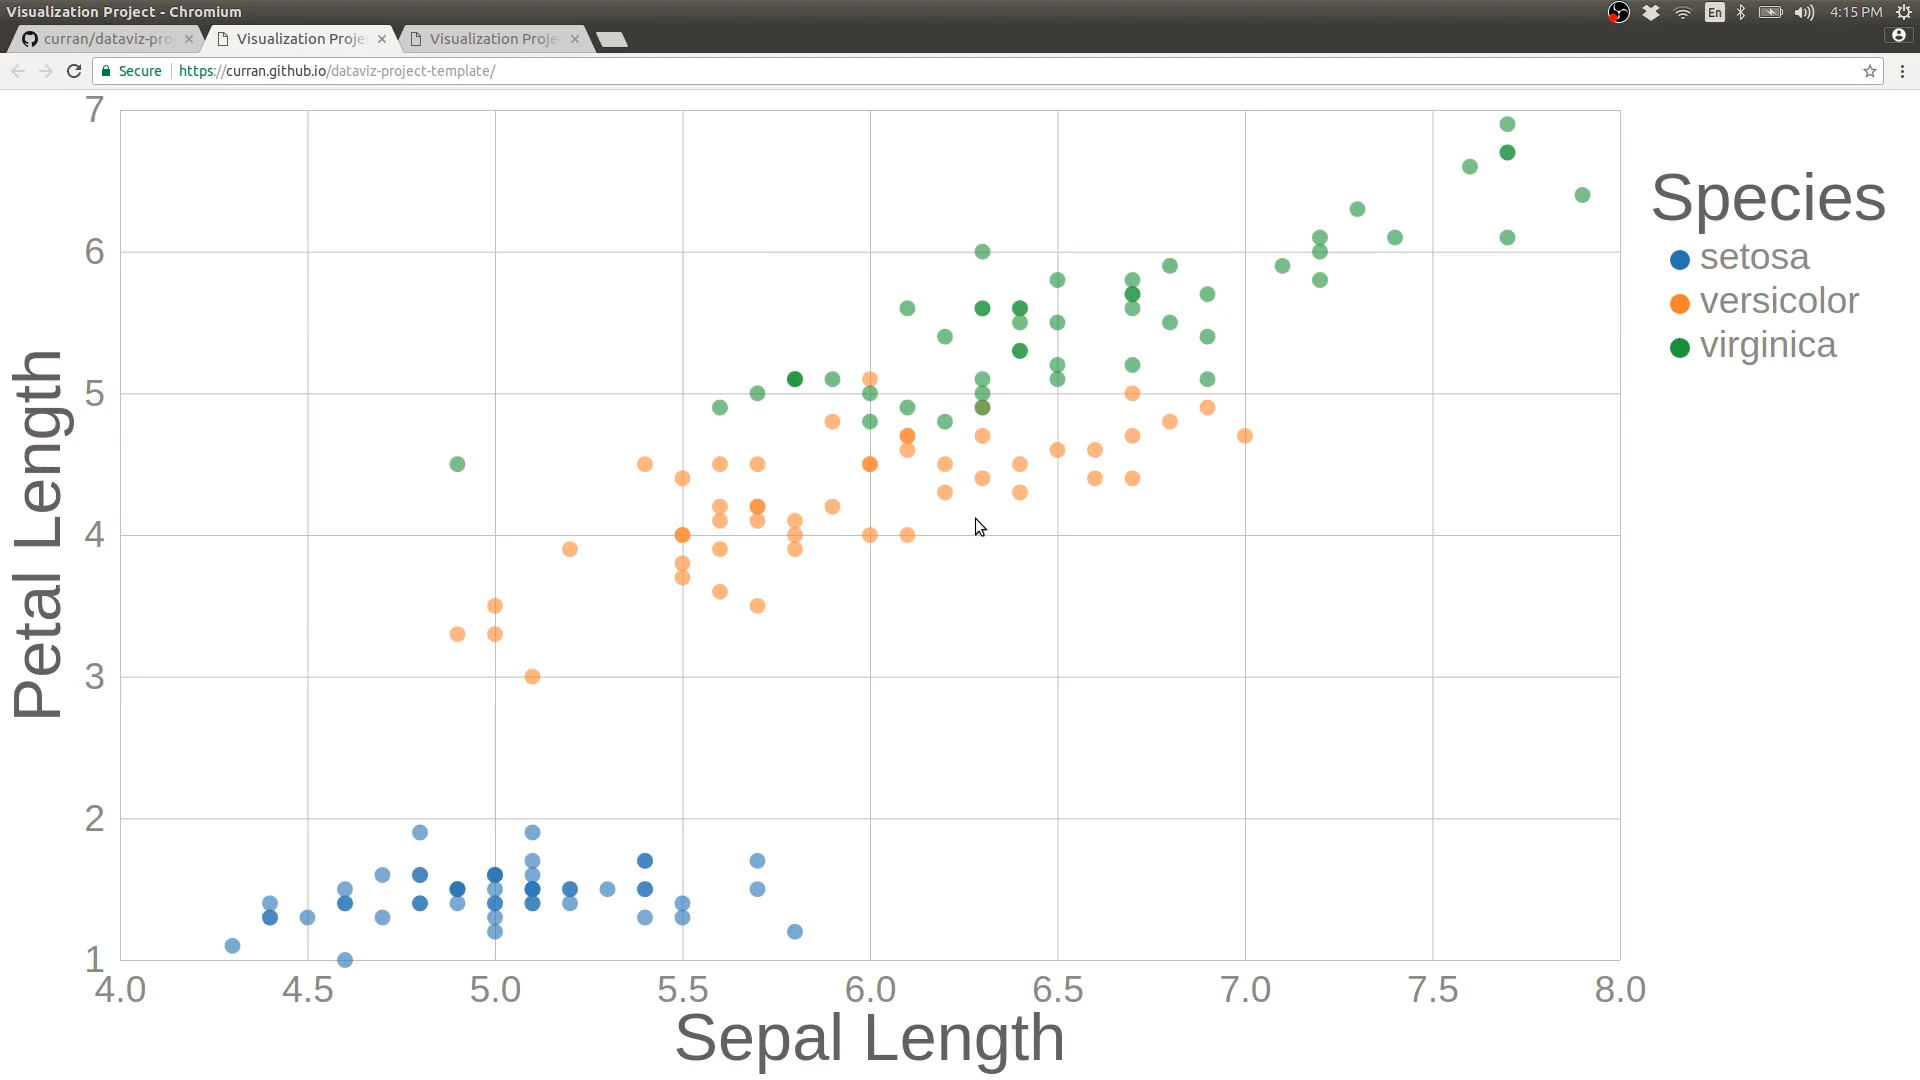 Visualization Project - Chromium
En
4:15 PM
curran/dataviz-pro
Visualization Proje
Visualization Proje
Secure
https://curran.github.io/dataviz-project-template/
7
6
5
4
3
2
1
Petal Length
4.0 4.5 5.0 5.5 6.0 6.5 7.0 7.5 8.0
Sepal Length
Species
setosa
versicolor
virginica